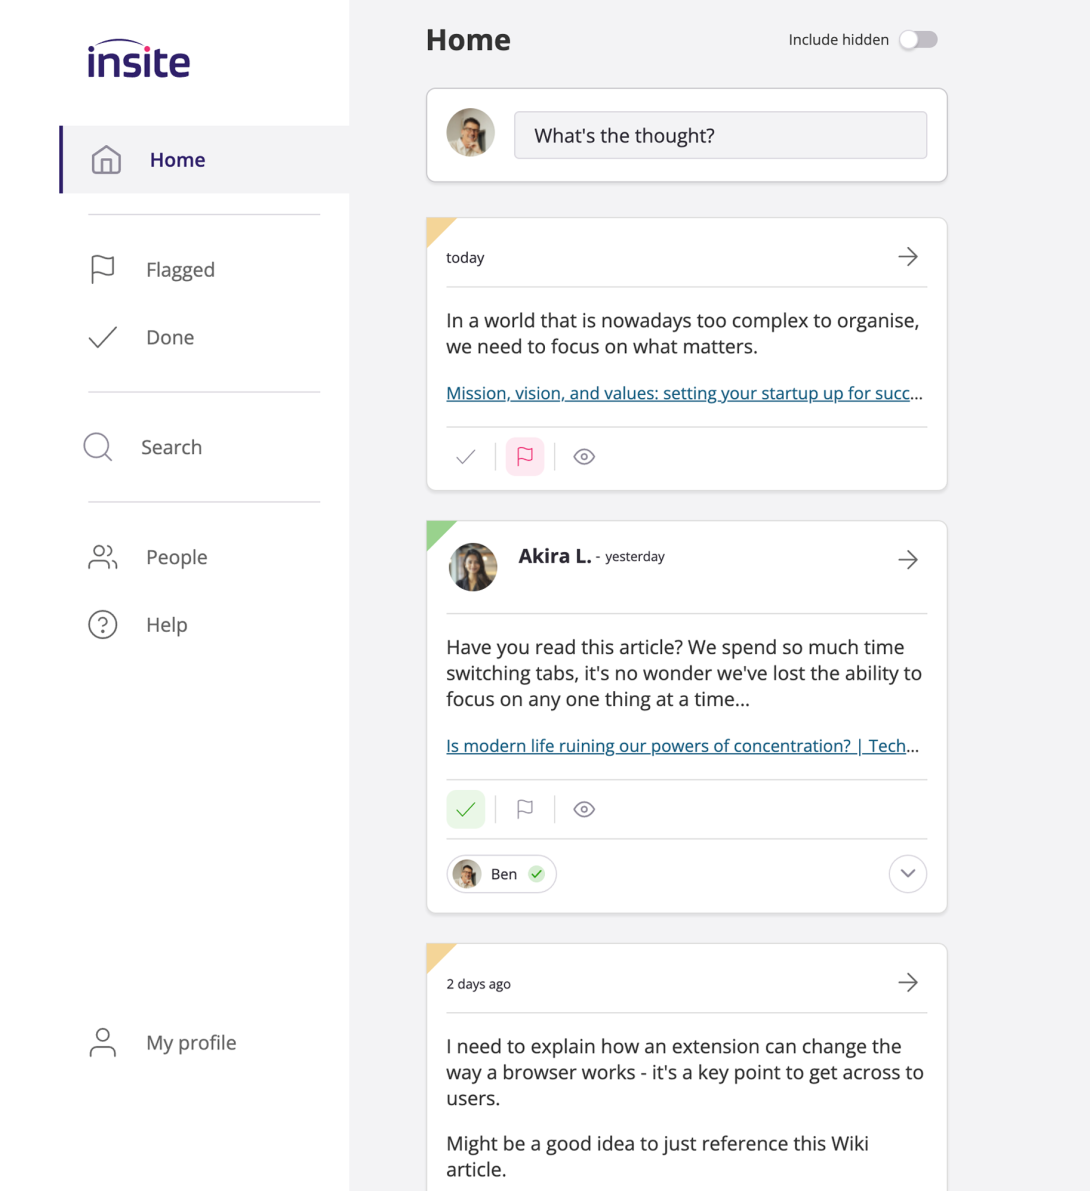 insite
Home
Flagged
Done
Search
People
Help
My profile
Home
Include hidden
What's the thought?
today
In a world that is nowadays too complex to organise,
we need to focus on what matters.
Mission, vision, and values: setting your startup up for succ...
Akira L. - yesterday
Have you read this article? We spend so much time
switching tabs, it's no wonder we've lost the ability to
focus on any one thing at a time...
Is modern life ruining our powers of concentration? | Tech...
Ben
2 days ago
I need to explain how an extension can change the
way a browser works - it's a key point to get across to
users.
Might be a good idea to just reference this Wiki
article.